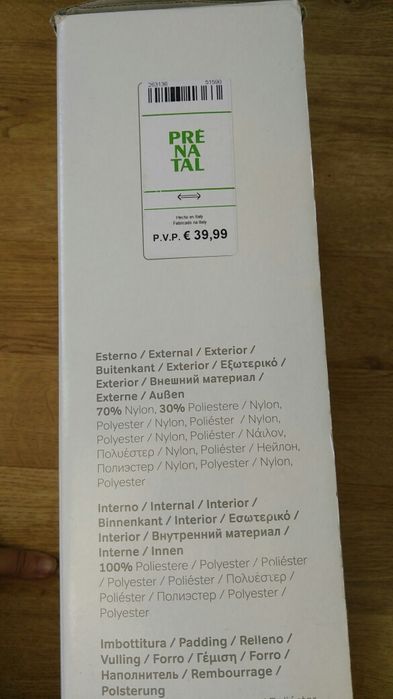 263136 51590
PRÉ
NA
TAL
Hecho en Italy
Fabricado na Italy
P.V.P. € 39,99
Esterno / External / Exterior /
Buitenkant / Exterior / Εξωτερικό /
Exterior / Внешний материал /
Externe / Außen
70% Nylon, 30% Poliestere / Nylon,
Polyester / Nylon, Poliéster / Nylon,
Polyester / Nylon, Poliéster / Νάιλον,
Πολυέστερ / Nylon, Poliéster / Нейлон,
Полиэстер / Nylon, Polyester / Nylon,
Polyester
Interno / Internal / Interior /
Binnenkant / Interior / Εσωτερικό /
Interior / Внутренний материал /
Interne / Innen
100% Poliestere / Polyester / Poliéster
/ Polyester / Poliéster / Πολυέστερ /
Poliéster / Полиэстер / Polyester /
Polyester
Imbottitura / Padding / Relleno /
Vulling / Forro / Γέμιση / Forro /
Наполнитель / Rembourrage /
Polsterung